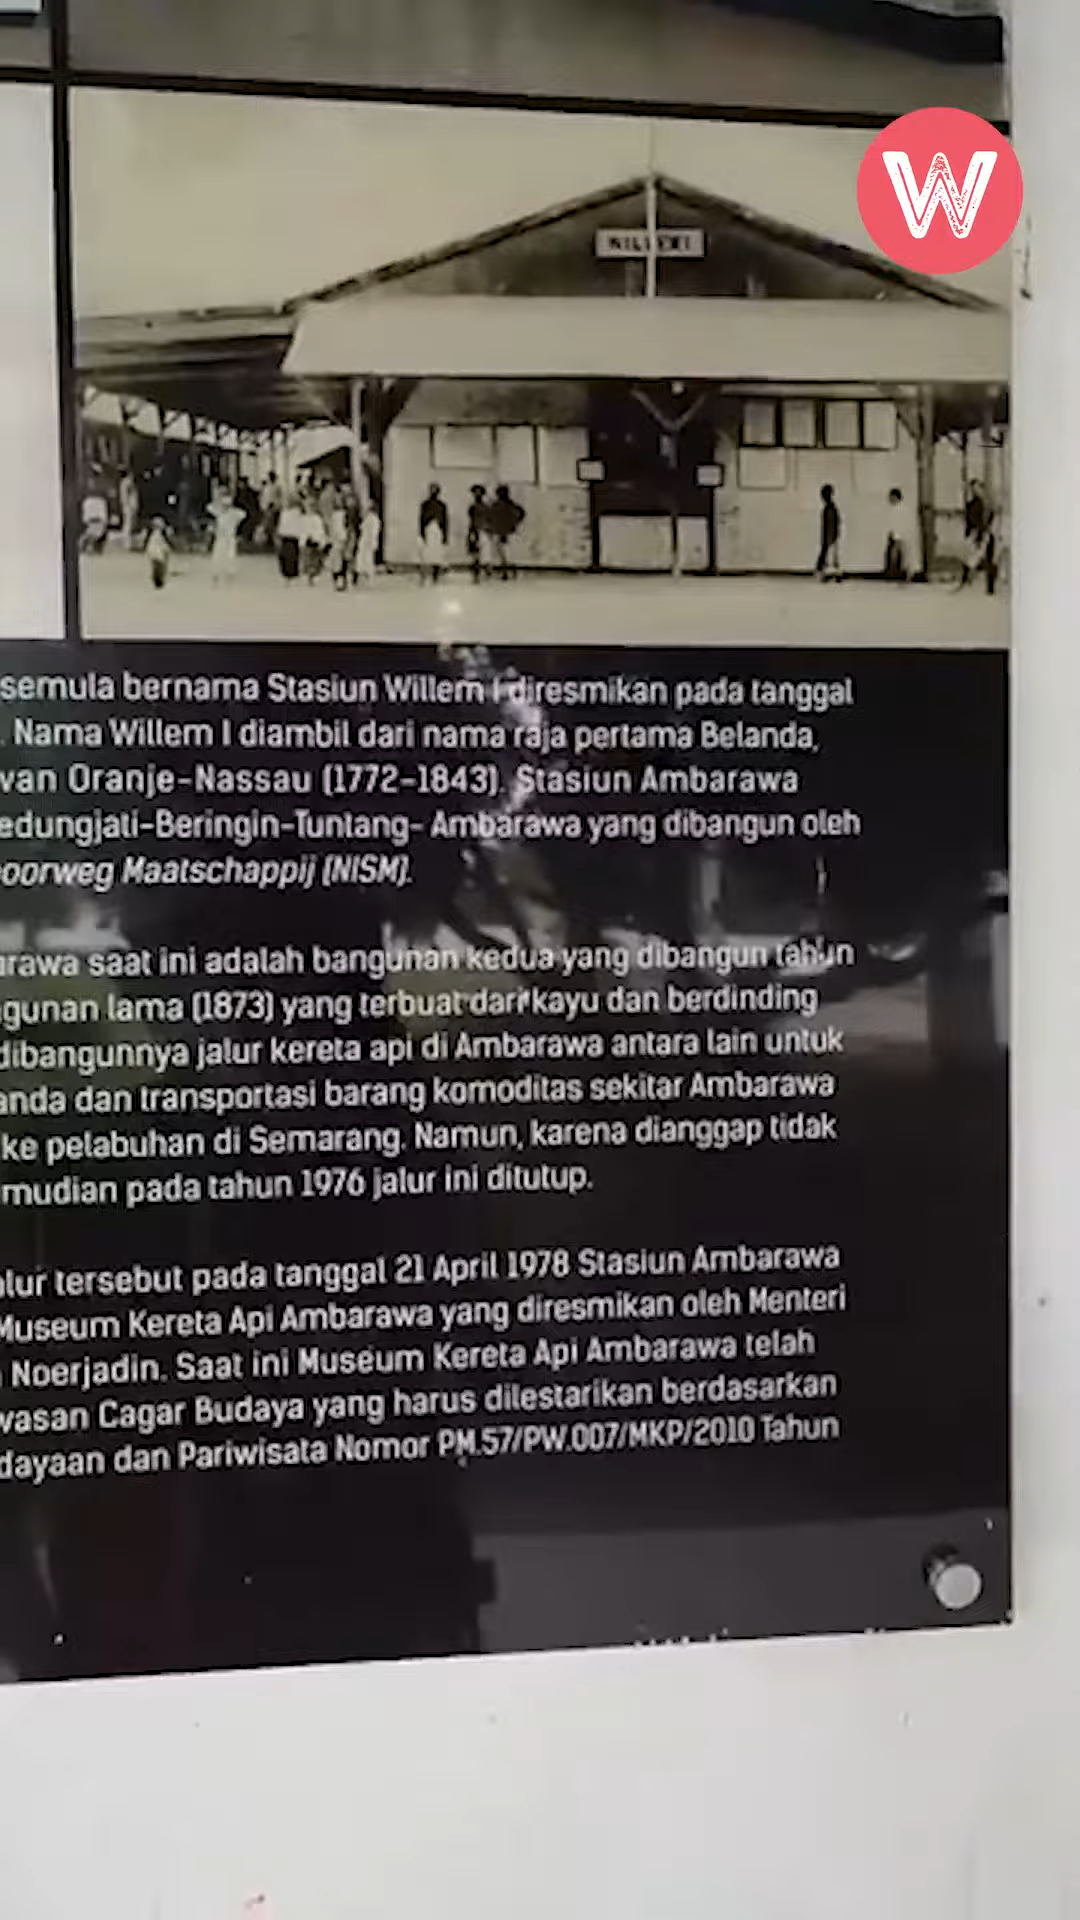 W
WILLEM I
semula bernama Stasiun Willem I diresmikan pada tanggal
. Nama Willem I diambil dari nama raja pertama Belanda,
van Oranje-Nassau (1772-1843). Stasiun Ambarawa
edungjati-Beringin-Tuntang- Ambarawa yang dibangun oleh
oorweg Maatschappij (NISM).
arawa saat ini adalah bangunan kedua yang dibangun tahun
gunan lama (1873) yang terbuat dari kayu dan berdinding
dibangunnya jalur kereta api di Ambarawa antara lain untuk
anda dan transportasi barang komoditas sekitar Ambarawa
ke pelabuhan di Semarang. Namun, karena dianggap tidak
mudian pada tahun 1976 jalur ini ditutup.
alur tersebut pada tanggal 21 April 1978 Stasiun Ambarawa
Museum Kereta Api Ambarawa yang diresmikan oleh Menteri
Noerjadin. Saat ini Museum Kereta Api Ambarawa telah
wasan Cagar Budaya yang harus dilestarikan berdasarkan
dayaan dan Pariwisata Nomor PM.57/PW.007/MKP/2010 Tahun